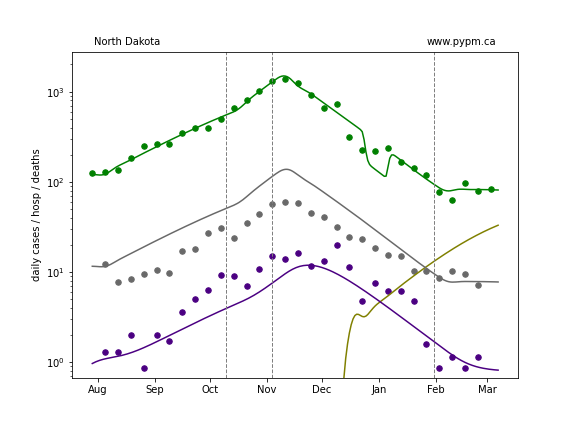 North Dakota
www.pypm.ca
daily cases / hosp / deaths
10³
10²
10¹
10⁰
Aug Sep Oct Nov Dec Jan Feb Mar